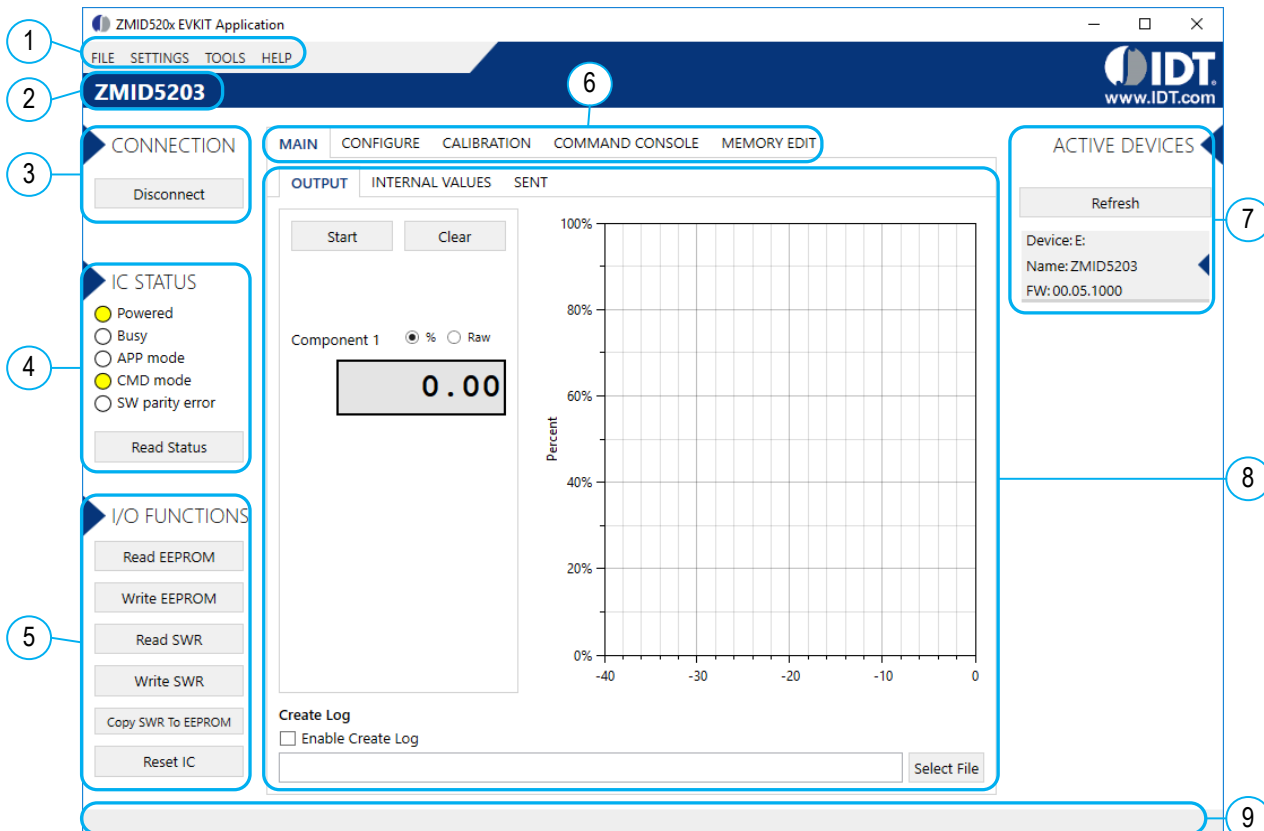 ZMID520x EVKIT Application
1
FILE SETTINGS TOOLS HELP
IDT.
www.IDT.com
2
ZMID5203
6
3
CONNECTION
Disconnect
MAIN CONFIGURE CALIBRATION COMMAND CONSOLE MEMORY EDIT
ACTIVE DEVICES
Refresh
7
Device: E:
Name: ZMID5203
FW: 00.05.1000
4
IC STATUS
Powered
Busy
APP mode
CMD mode
SW parity error
Read Status
OUTPUT INTERNAL VALUES SENT
Start Clear
Component 1 % Raw
0.00
100%
80%
60%
40%
20%
0%
Percent
-40 -30 -20 -10 0
8
5
I/O FUNCTIONS
Read EEPROM
Write EEPROM
Read SWR
Write SWR
Copy SWR To EEPROM
Reset IC
Create Log
Enable Create Log
Select File
9